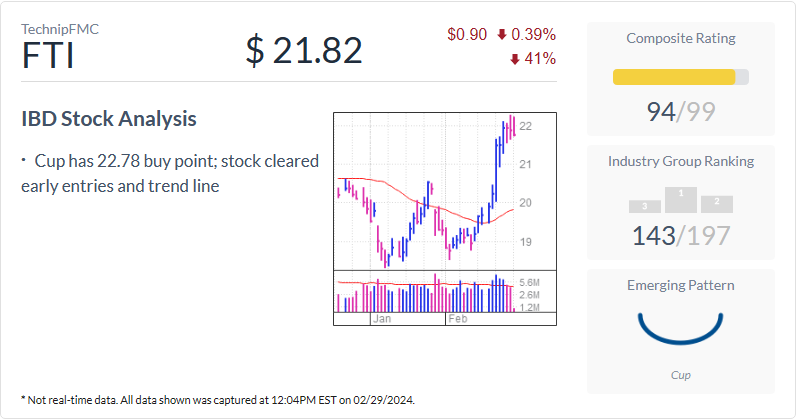 TechnipFMC
FTI
$ 21.82
$0.90 0.39%
41%
IBD Stock Analysis
· Cup has 22.78 buy point; stock cleared
early entries and trend line
22
21
20
19
5.6M
2.6M
1.2M
Jan
Feb
Composite Rating
94/99
Industry Group Ranking
3
1
2
143/197
Emerging Pattern
Cup
* Not real-time data. All data shown was captured at 12:04PM EST on 02/29/2024.